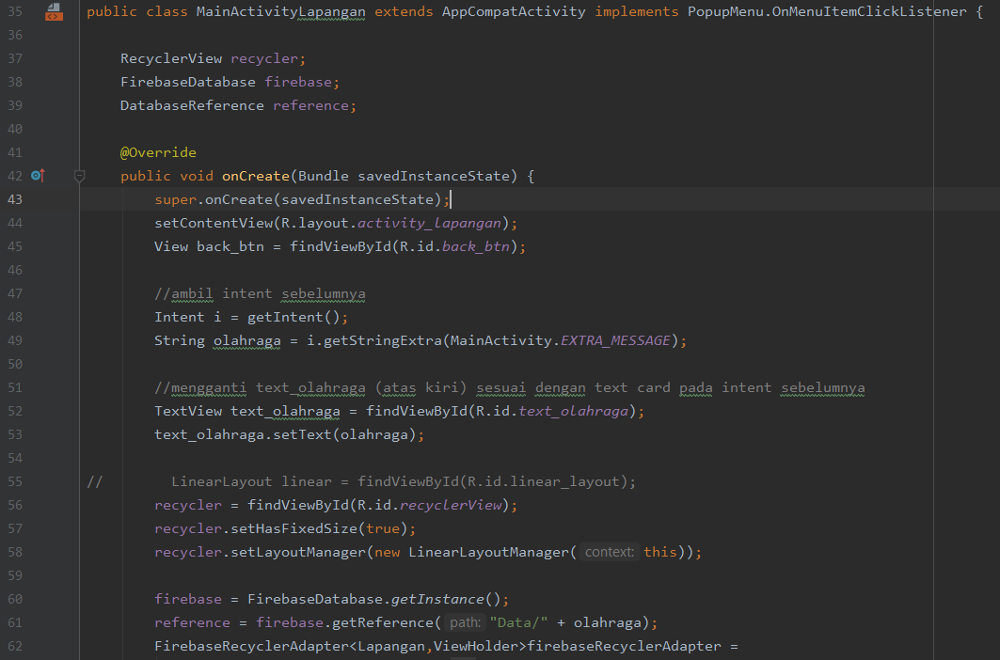 35 public class MainActivityLapangan extends AppCompatActivity implements PopupMenu.OnMenuItemClickListener {
36
37 RecyclerView recycler;
38 FirebaseDatabase firebase;
39 DatabaseReference reference;
40
41 @Override
42 public void onCreate(Bundle savedInstanceState) {
43 super.onCreate(savedInstanceState);
44 setContentView(R.layout.activity_lapangan);
45 View back_btn = findViewById(R.id.back_btn);
46
47 //ambil intent sebelumnya
48 Intent i = getIntent();
49 String olahraga = i.getStringExtra(MainActivity.EXTRA_MESSAGE);
50
51 //mengganti text_olahraga (atas kiri) sesuai dengan text card pada intent sebelumnya
52 TextView text_olahraga = findViewById(R.id.text_olahraga);
53 text_olahraga.setText(olahraga);
54
55 // LinearLayout linear = findViewById(R.id.linear_layout);
56 recycler = findViewById(R.id.recyclerView);
57 recycler.setHasFixedSize(true);
58 recycler.setLayoutManager(new LinearLayoutManager( context: this));
59
60 firebase = FirebaseDatabase.getInstance();
61 reference = firebase.getReference( path: "Data/" + olahraga);
62 FirebaseRecyclerAdapter<Lapangan,ViewHolder>firebaseRecyclerAdapter =